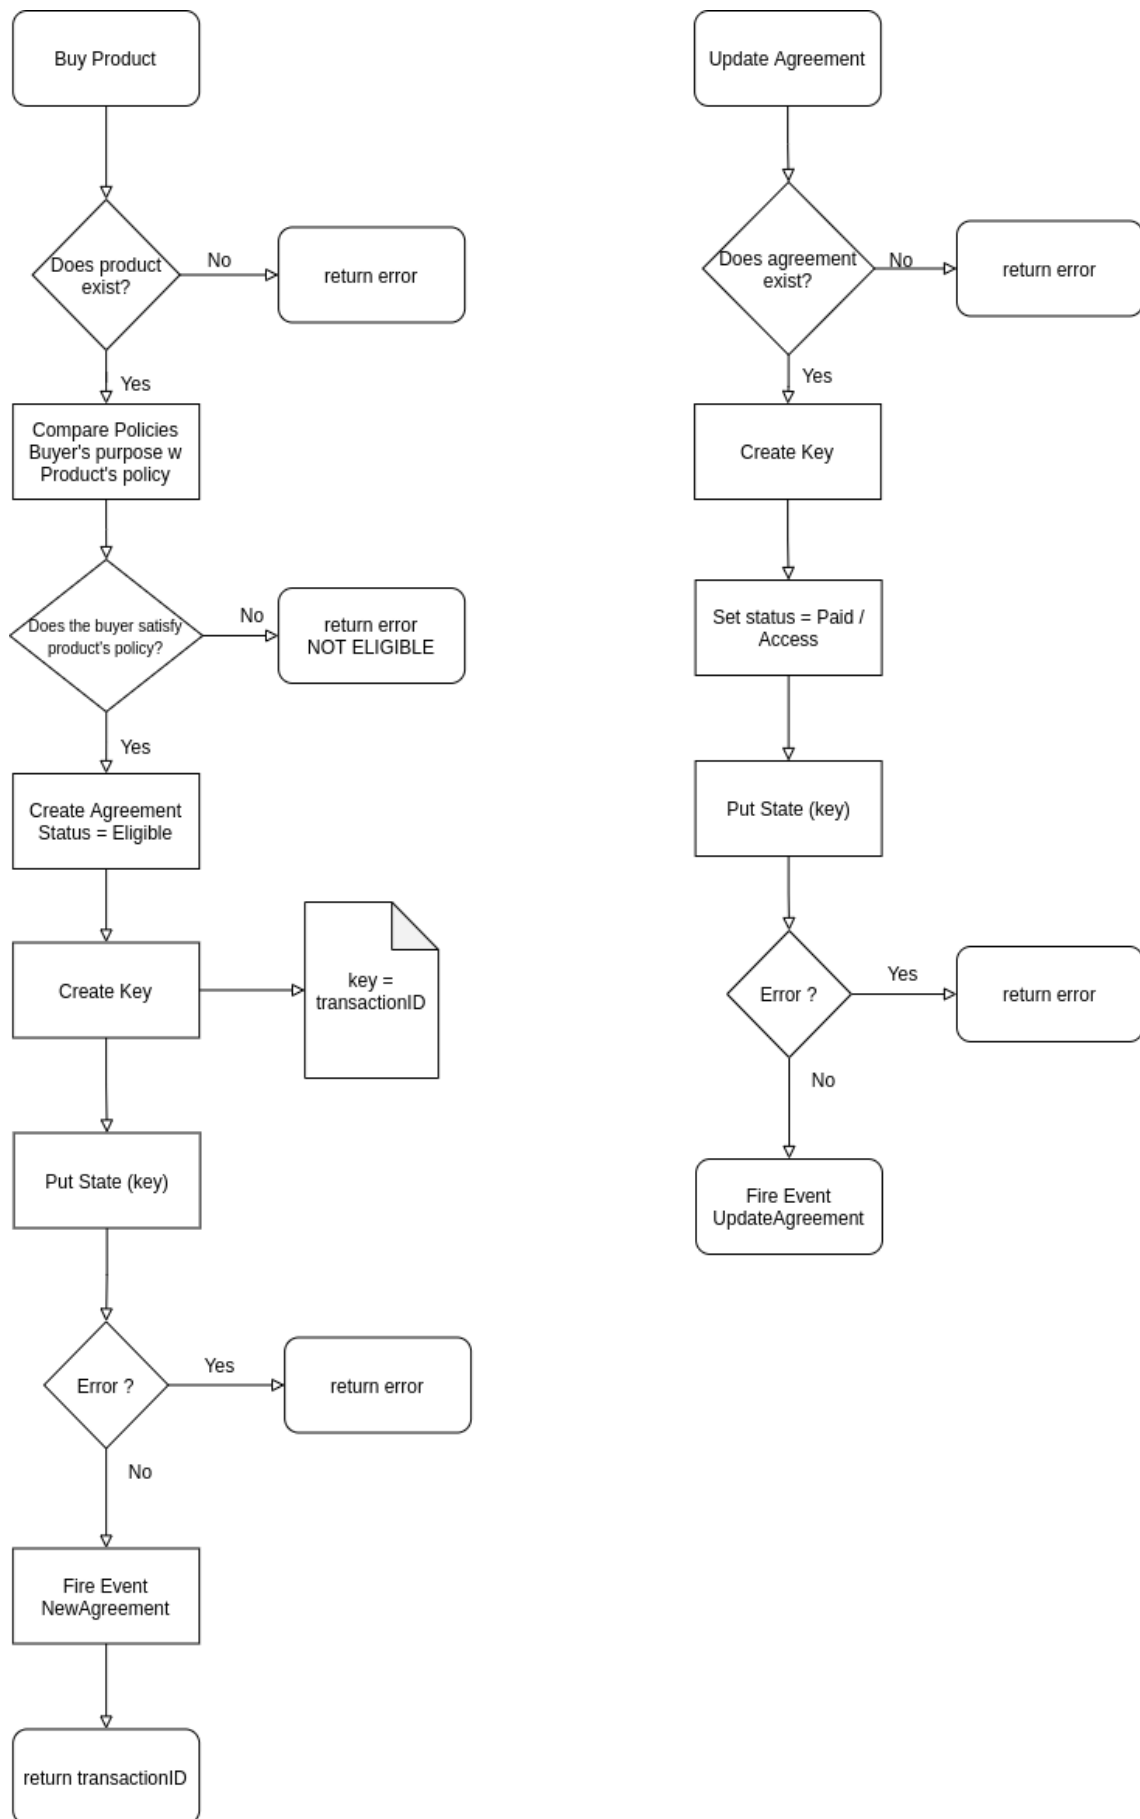 Buy Product
Does product
exist?
No
return error
Yes
Compare Policies
Buyer's purpose w
Product's policy
Does the buyer satisfy
product's policy?
No
return error
NOT ELIGIBLE
Yes
Create Agreement
Status = Eligible
Create Key
key =
transactionID
Put State (key)
Error ?
Yes
return error
No
Fire Event
NewAgreement
return transactionID
Update Agreement
Does agreement
exist?
No
return error
Yes
Create Key
Set status = Paid /
Access
Put State (key)
Error ?
Yes
return error
No
Fire Event
UpdateAgreement